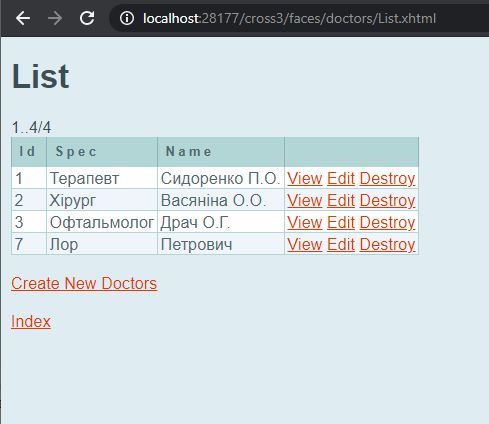 localhost:28177/cross3/faces/doctors/List.xhtml
List
1..4/4
Id Spec Name
1 Терапевт Сидоренко П.О. View Edit Destroy
2 Хірург Васяніна О.О. View Edit Destroy
3 Офтальмолог Драч О.Г. View Edit Destroy
7 Лор Петрович View Edit Destroy
Create New Doctors
Index